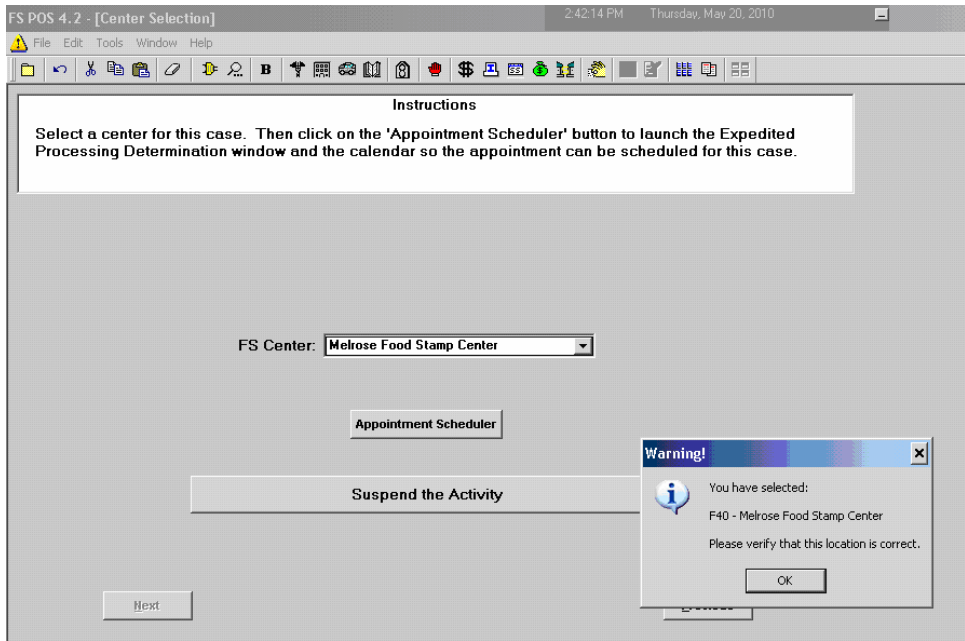 FS POS 4.2 - [Center Selection]
2:42:14 PM Thursday, May 20, 2010
File Edit Tools Window Help
B
$
Instructions
Select a center for this case. Then click on the 'Appointment Scheduler' button to launch the Expedited
Processing Determination window and the calendar so the appointment can be scheduled for this case.
FS Center: Melrose Food Stamp Center
Appointment Scheduler
Suspend the Activity
Warning!
You have selected:
F40 - Melrose Food Stamp Center
Please verify that this location is correct.
OK
Next